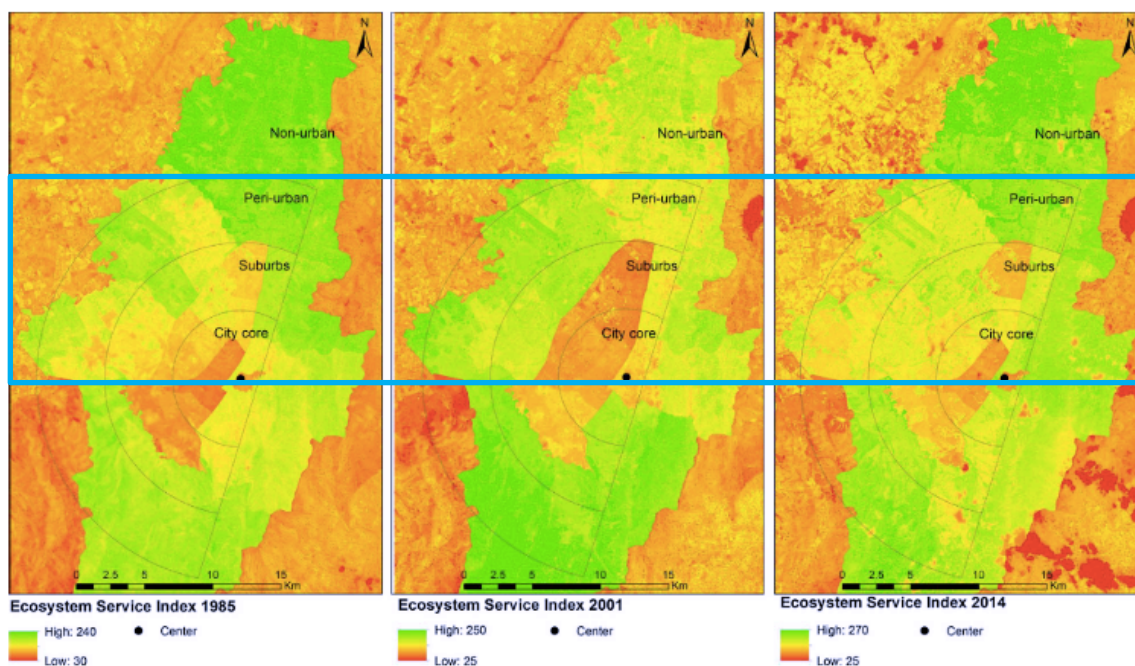 N
Non-urban
Peri-urban
Suburbs
City core
0 2.5 5 10 15
Km
Ecosystem Service Index 1985
High: 240 Center
Low: 30
N
Non-urban
Peri-urban
Suburbs
City core
0 2.5 5 10 15
Km
Ecosystem Service Index 2001
High: 250 Center
Low: 25
N
Non-urban
Peri-urban
Suburbs
City core
0 2.5 5 10 15
Km
Ecosystem Service Index 2014
High: 270 Center
Low: 25